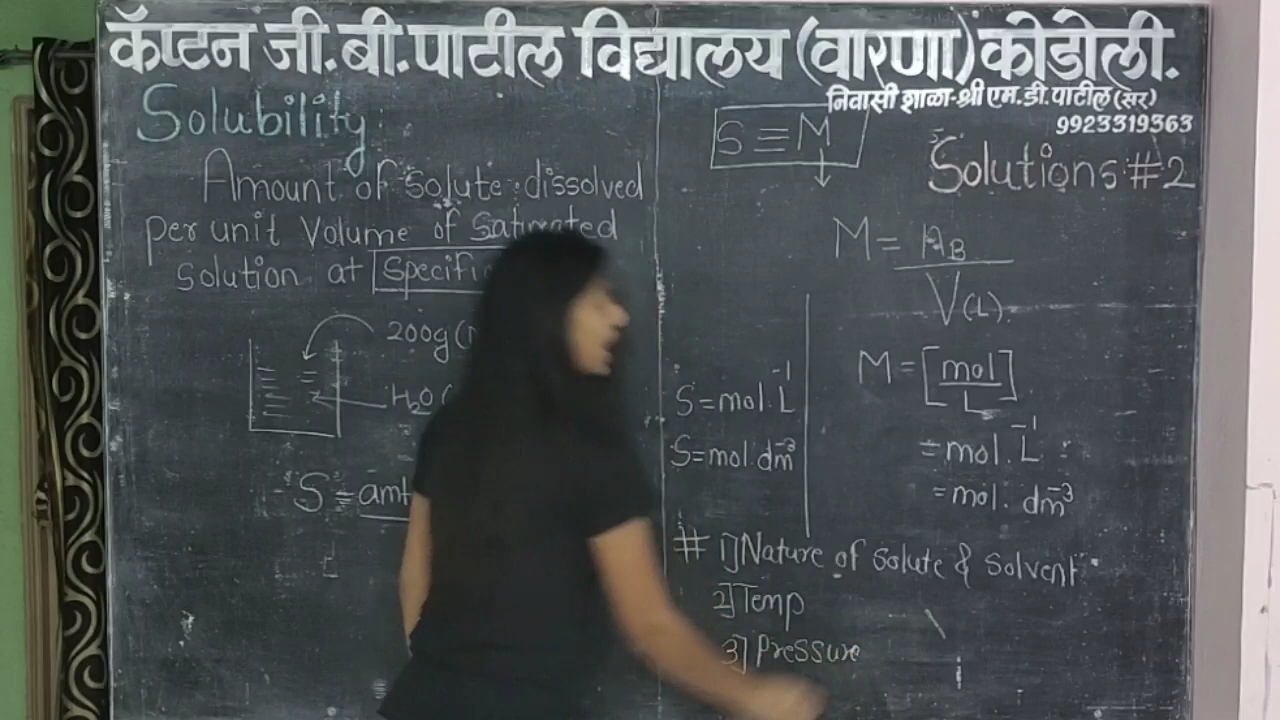 कॅप्टन जी.बी.पाटील विद्यालय (वारणा) कोडोली.
निवासी शाळा-श्री एम.डी.पाटील (सर)
9923319363
Solubility
Amount of solute dissolved
per unit Volume of Saturated
solution at
200g
H₂O
S = amt
S ≡ M
Solutions #2
M =
V(L)
M = [mol]
L
= mol. L⁻¹
= mol. dm⁻³
S = mol. L⁻¹
S = mol. dm⁻³
# 1] Nature of solute & solvent
2] Temp
3] Pressure